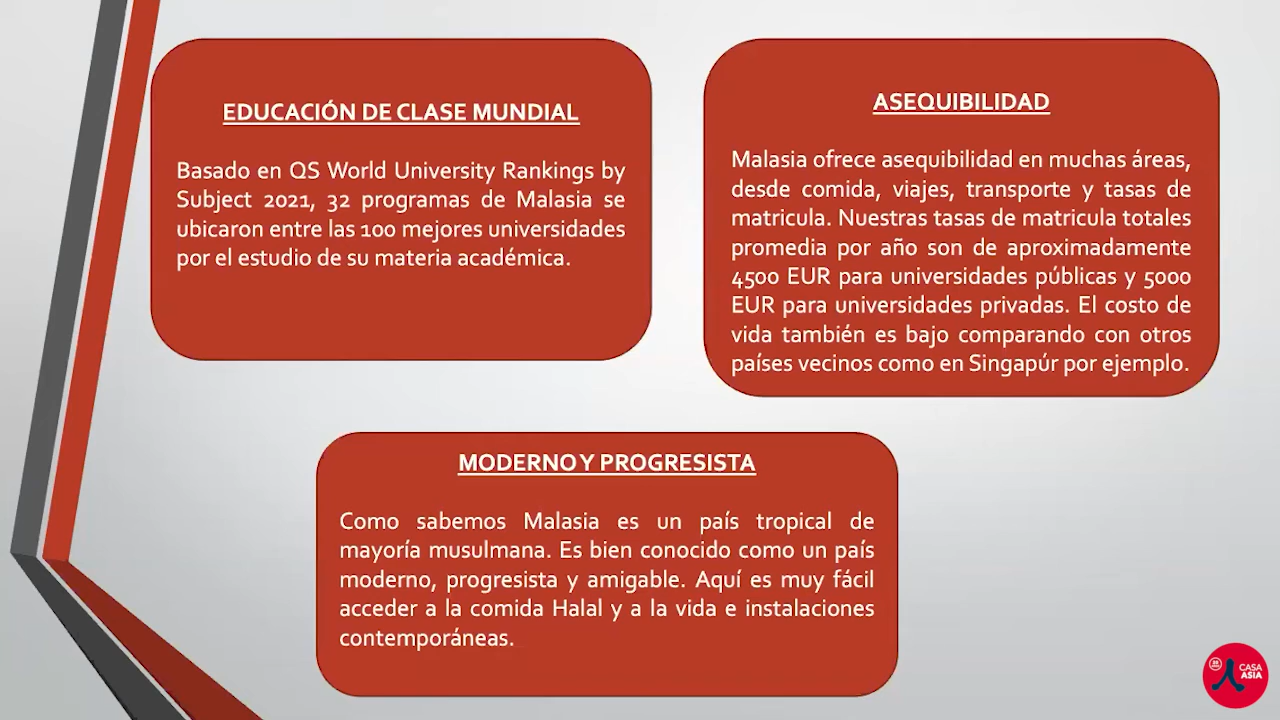 EDUCACIÓN DE CLASE MUNDIAL
Basado en QS World University Rankings by
Subject 2021, 32 programas de Malasia se
ubicaron entre las 100 mejores universidades
por el estudio de su materia académica.
ASEQUIBILIDAD
Malasia ofrece asequibilidad en muchas áreas,
desde comida, viajes, transporte y tasas de
matricula. Nuestras tasas de matricula totales
promedia por año son de aproximadamente
4500 EUR para universidades públicas y 5000
EUR para universidades privadas. El costo de
vida también es bajo comparando con otros
países vecinos como en Singapúr por ejemplo.
MODERNO Y PROGRESISTA
Como sabemos Malasia es un país tropical de
mayoría musulmana. Es bien conocido como un país
moderno, progresista y amigable. Aquí es muy fácil
acceder a la comida Halal y a la vida e instalaciones
contemporáneas.
CASA
ASIA